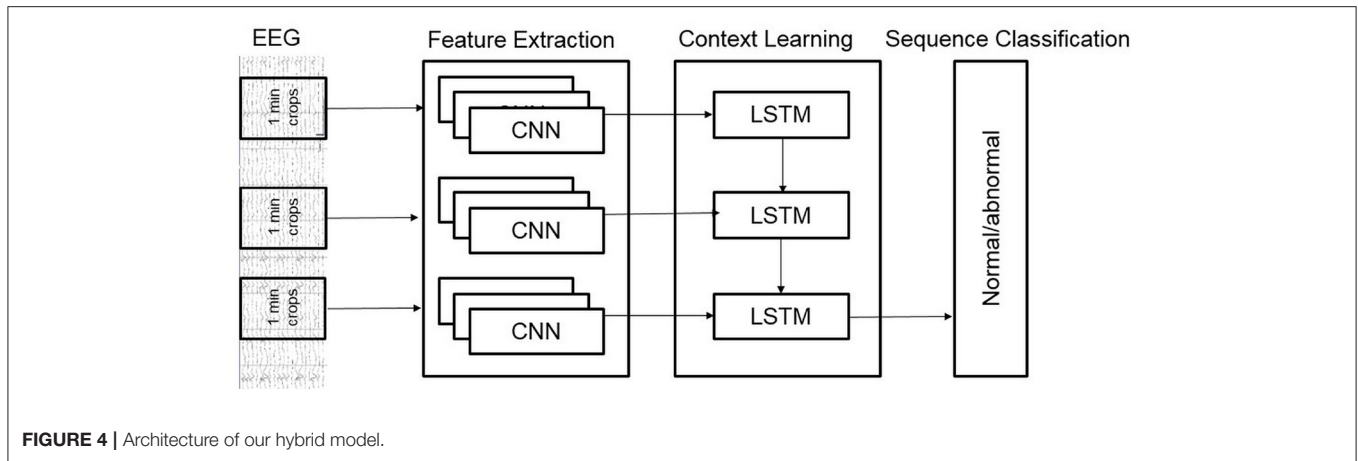 EEG
Feature Extraction
Context Learning
Sequence Classification
1 min
crops
CNN
LSTM
1 min
crops
CNN
LSTM
1 min
crops
CNN
LSTM
Normal/abnormal
FIGURE 4 | Architecture of our hybrid model.